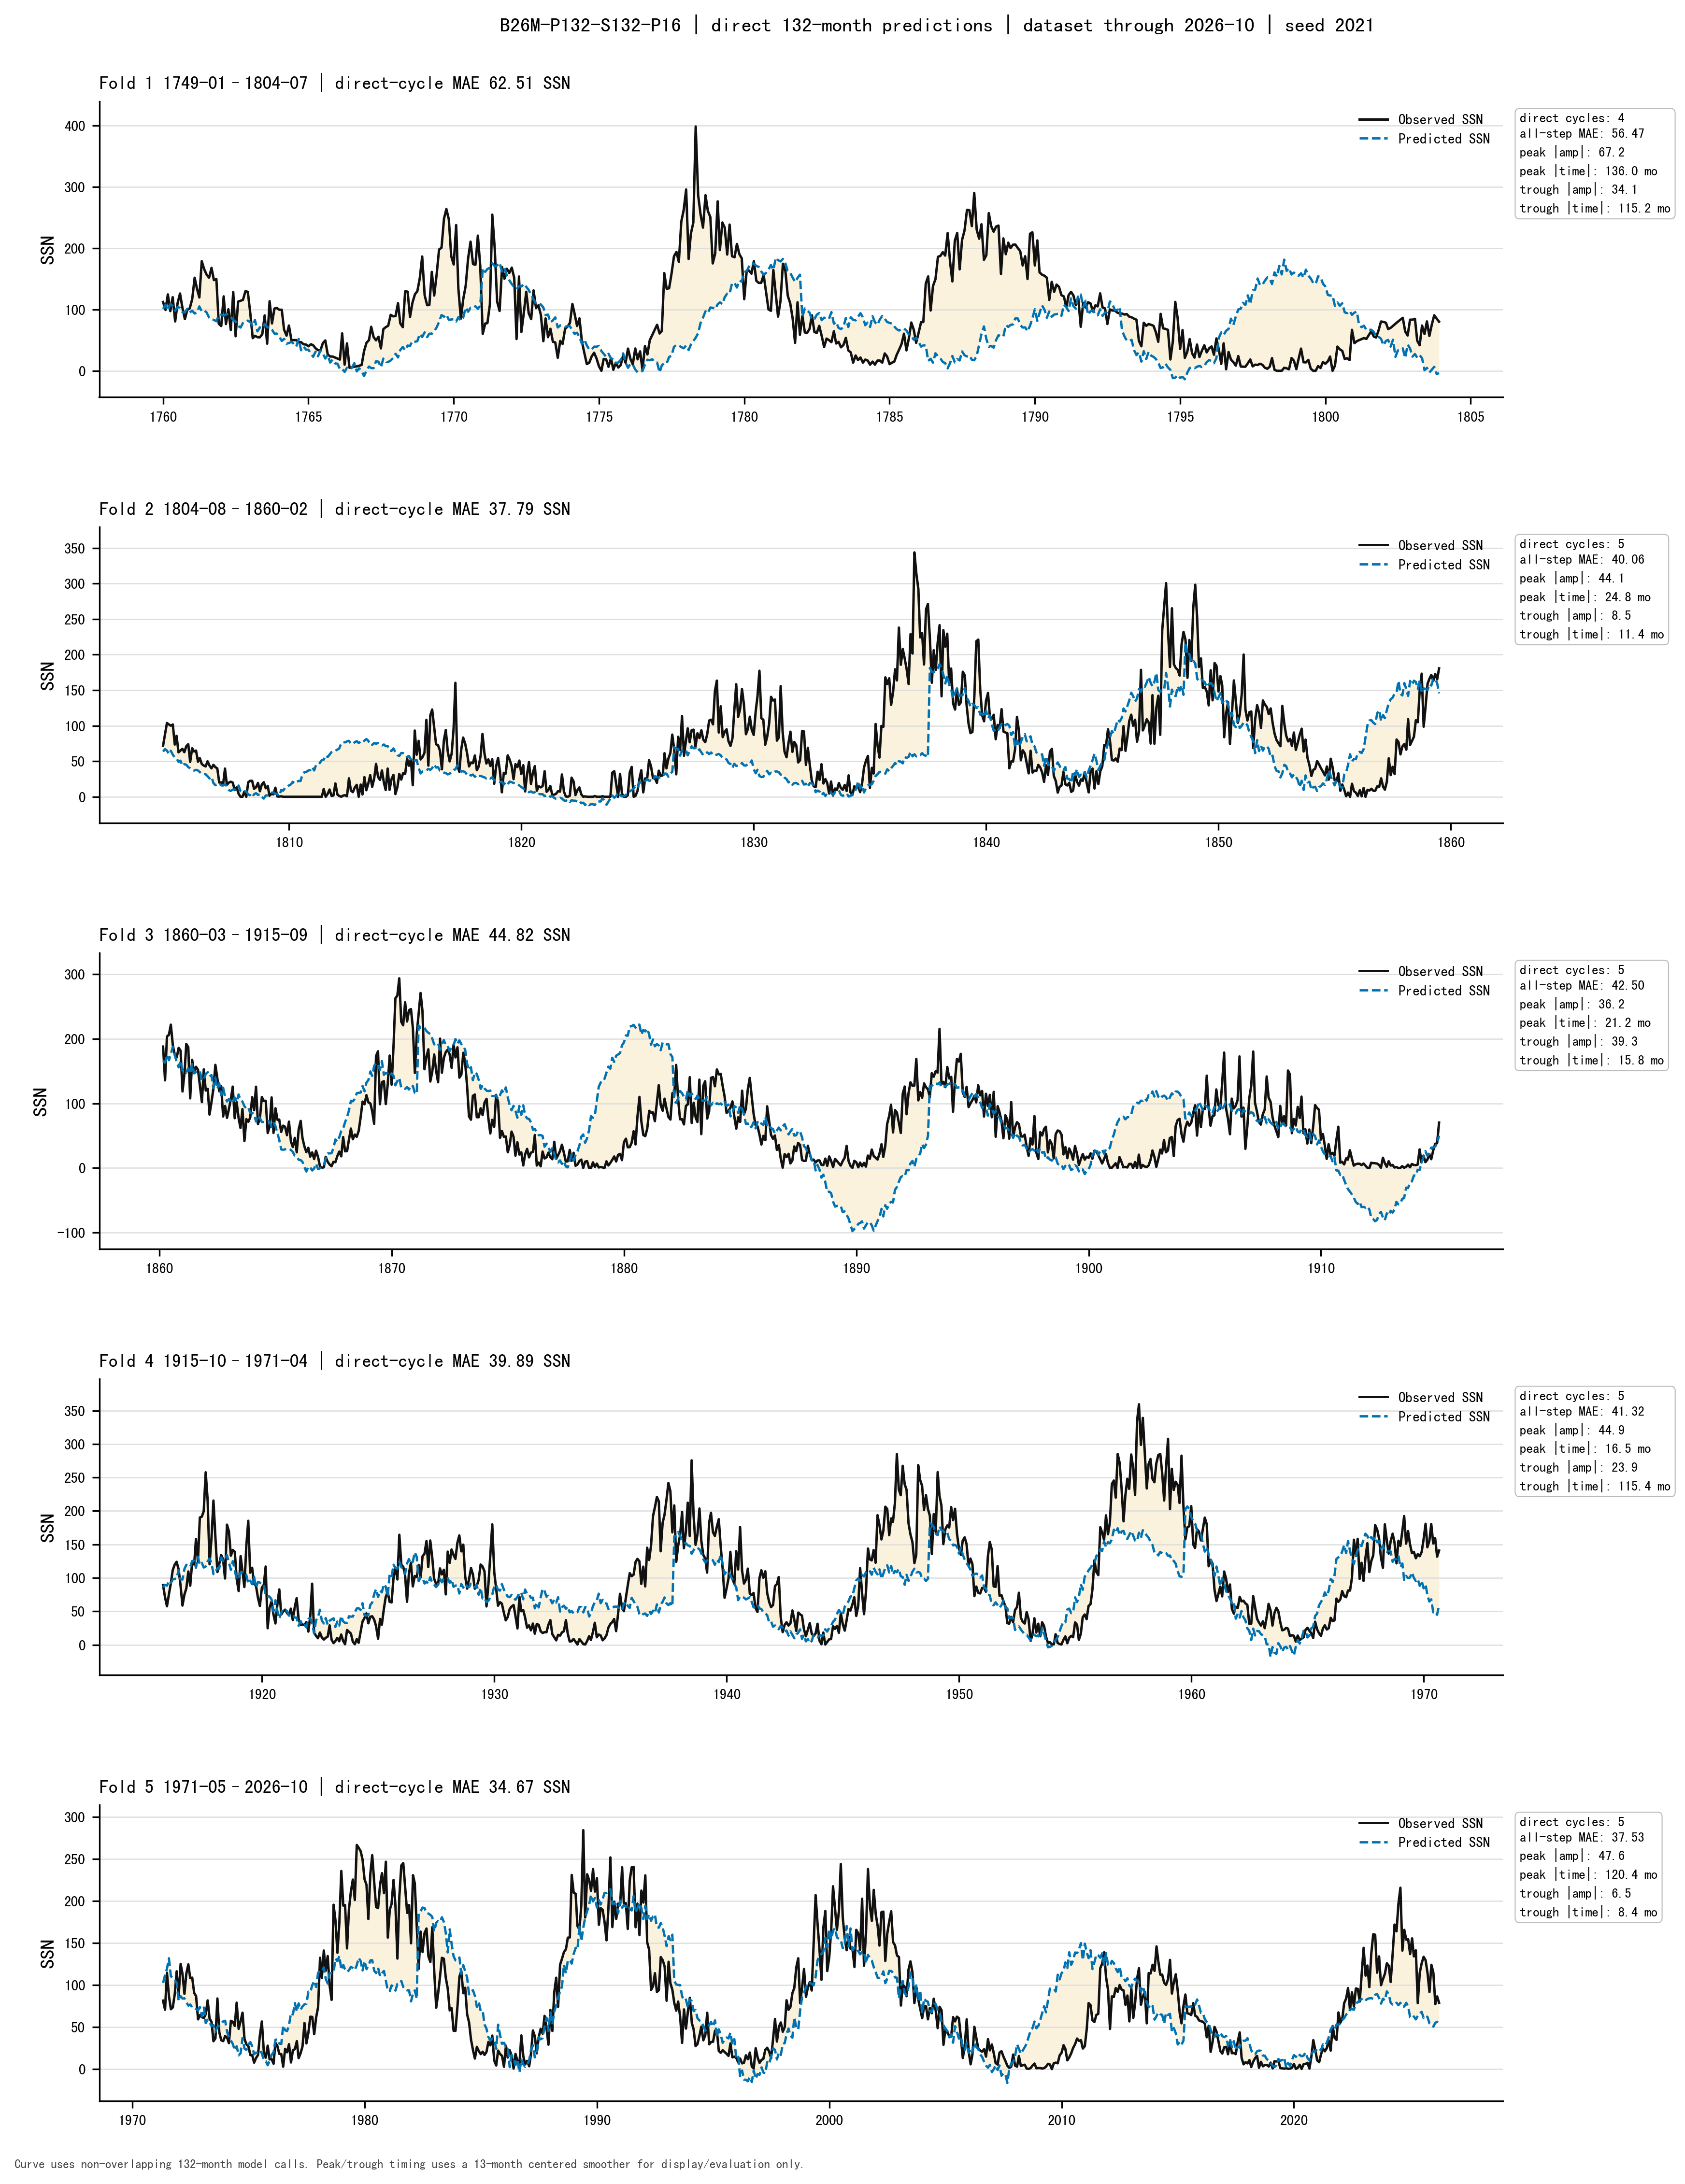 B26M-P132-S132-P16 | direct 132-month predictions | dataset through 2026-10 | seed 2021
Fold 1 1749-01 – 1804-07 | direct-cycle MAE 62.51 SSN
SSN
400
300
200
100
0
1760 1765 1770 1775 1780 1785 1790 1795 1800 1805
Observed SSN
Predicted SSN
direct cycles: 4
all-step MAE: 56.47
peak |amp|: 67.2
peak |time|: 136.0 mo
trough |amp|: 34.1
trough |time|: 115.2 mo
Fold 2 1804-08 – 1860-02 | direct-cycle MAE 37.79 SSN
SSN
350
300
250
200
150
100
50
0
1810 1820 1830 1840 1850 1860
Observed SSN
Predicted SSN
direct cycles: 5
all-step MAE: 40.06
peak |amp|: 44.1
peak |time|: 24.8 mo
trough |amp|: 8.5
trough |time|: 11.4 mo
Fold 3 1860-03 – 1915-09 | direct-cycle MAE 44.82 SSN
SSN
300
200
100
0
-100
1860 1870 1880 1890 1900 1910
Observed SSN
Predicted SSN
direct cycles: 5
all-step MAE: 42.50
peak |amp|: 36.2
peak |time|: 21.2 mo
trough |amp|: 39.3
trough |time|: 15.8 mo
Fold 4 1915-10 – 1971-04 | direct-cycle MAE 39.89 SSN
SSN
350
300
250
200
150
100
50
0
1920 1930 1940 1950 1960 1970
Observed SSN
Predicted SSN
direct cycles: 5
all-step MAE: 41.32
peak |amp|: 44.9
peak |time|: 16.5 mo
trough |amp|: 23.9
trough |time|: 115.4 mo
Fold 5 1971-05 – 2026-10 | direct-cycle MAE 34.67 SSN
SSN
300
250
200
150
100
50
0
1970 1980 1990 2000 2010 2020
Observed SSN
Predicted SSN
direct cycles: 5
all-step MAE: 37.53
peak |amp|: 47.6
peak |time|: 120.4 mo
trough |amp|: 6.5
trough |time|: 8.4 mo
Curve uses non-overlapping 132-month model calls. Peak/trough timing uses a 13-month centered smoother for display/evaluation only.